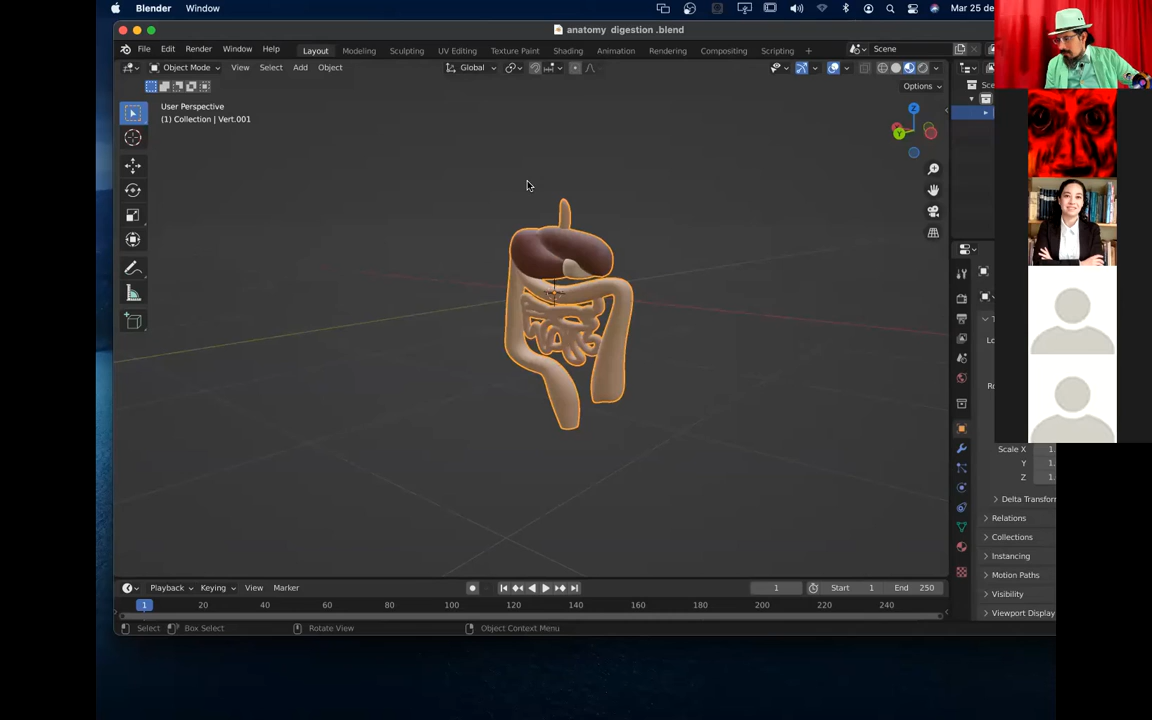 Blender Window
Mar 25 de
anatomy digestion .blend
File Edit Render Window Help Layout Modeling Sculpting UV Editing Texture Paint Shading Animation Rendering Compositing Scripting + Scene
Object Mode View Select Add Object Global
Options
User Perspective
(1) Collection | Vert.001
Z
Y
Scale X 1.
Y 1.
Z 1.
Delta Transform
Relations
Collections
Instancing
Motion Paths
Visibility
Viewport Display
Playback Keying View Marker 1 Start 1 End 250
1 20 40 60 80 100 120 140 160 180 200 220 240
Select Box Select Rotate View Object Context Menu